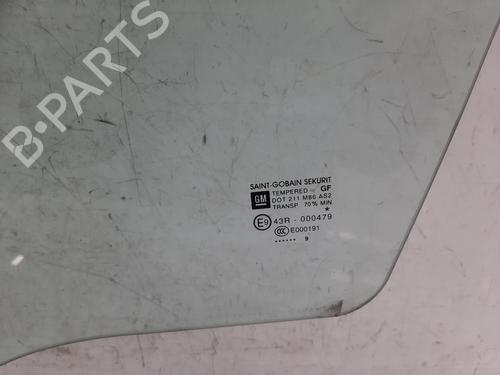 B-PARTS
SAINT-GOBAIN SEKURIT
GM TEMPERED GF
DOT 211 M86 AS2
TRANSP 70% MIN
E9 43R - 000479
CCC E000191
...... 9